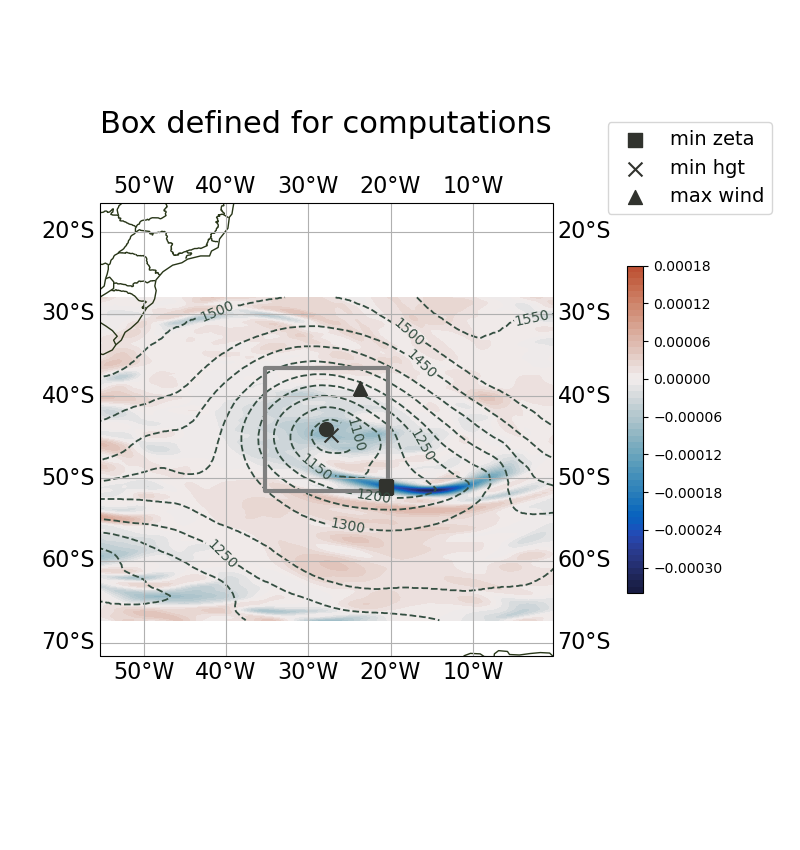 Box defined for computations
min zeta
min hgt
max wind
50°W 40°W 30°W 20°W 10°W
20°S 20°S
30°S 30°S
40°S 40°S
50°S 50°S
60°S 60°S
70°S 70°S
50°W 40°W 30°W 20°W 10°W
1500
1500
1550
1450
1100
1250
1150
1200
1300
1250
0.00018
0.00012
0.00006
0.00000
−0.00006
−0.00012
−0.00018
−0.00024
−0.00030